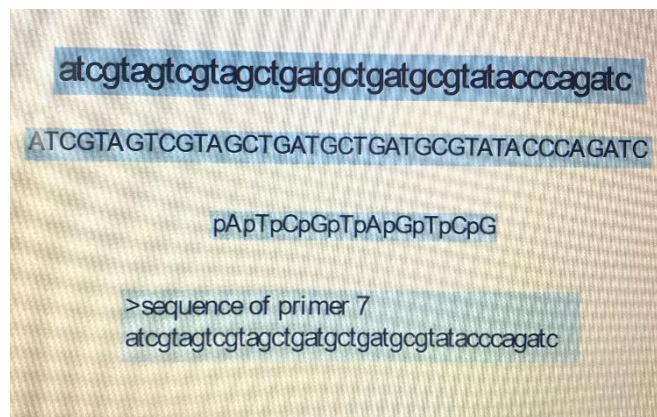 atcgtagtcgtagctgatgctgatgcgtatacccagatc
ATCGTAGTCGTAGCTGATGCTGATGCGTATACCCAGATC
pApTpCpGpTpApGpTpCpG
>sequence of primer 7
atcgtagtcgtagctgatgctgatgcgtatacccagatc